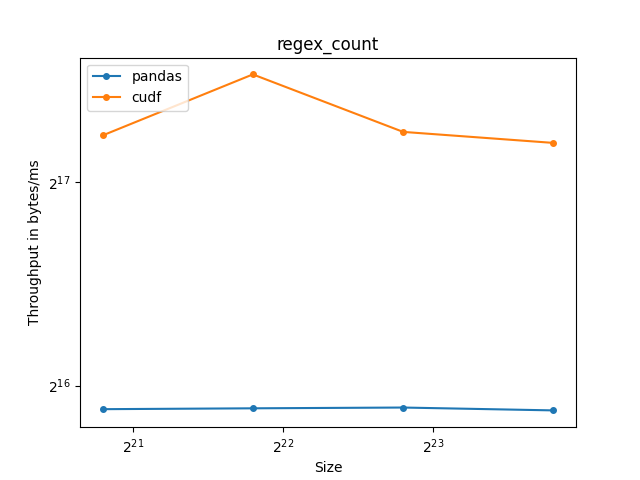 regex_count
pandas
cudf
Throughput in bytes/ms
2^17
2^16
2^21
2^22
2^23
Size